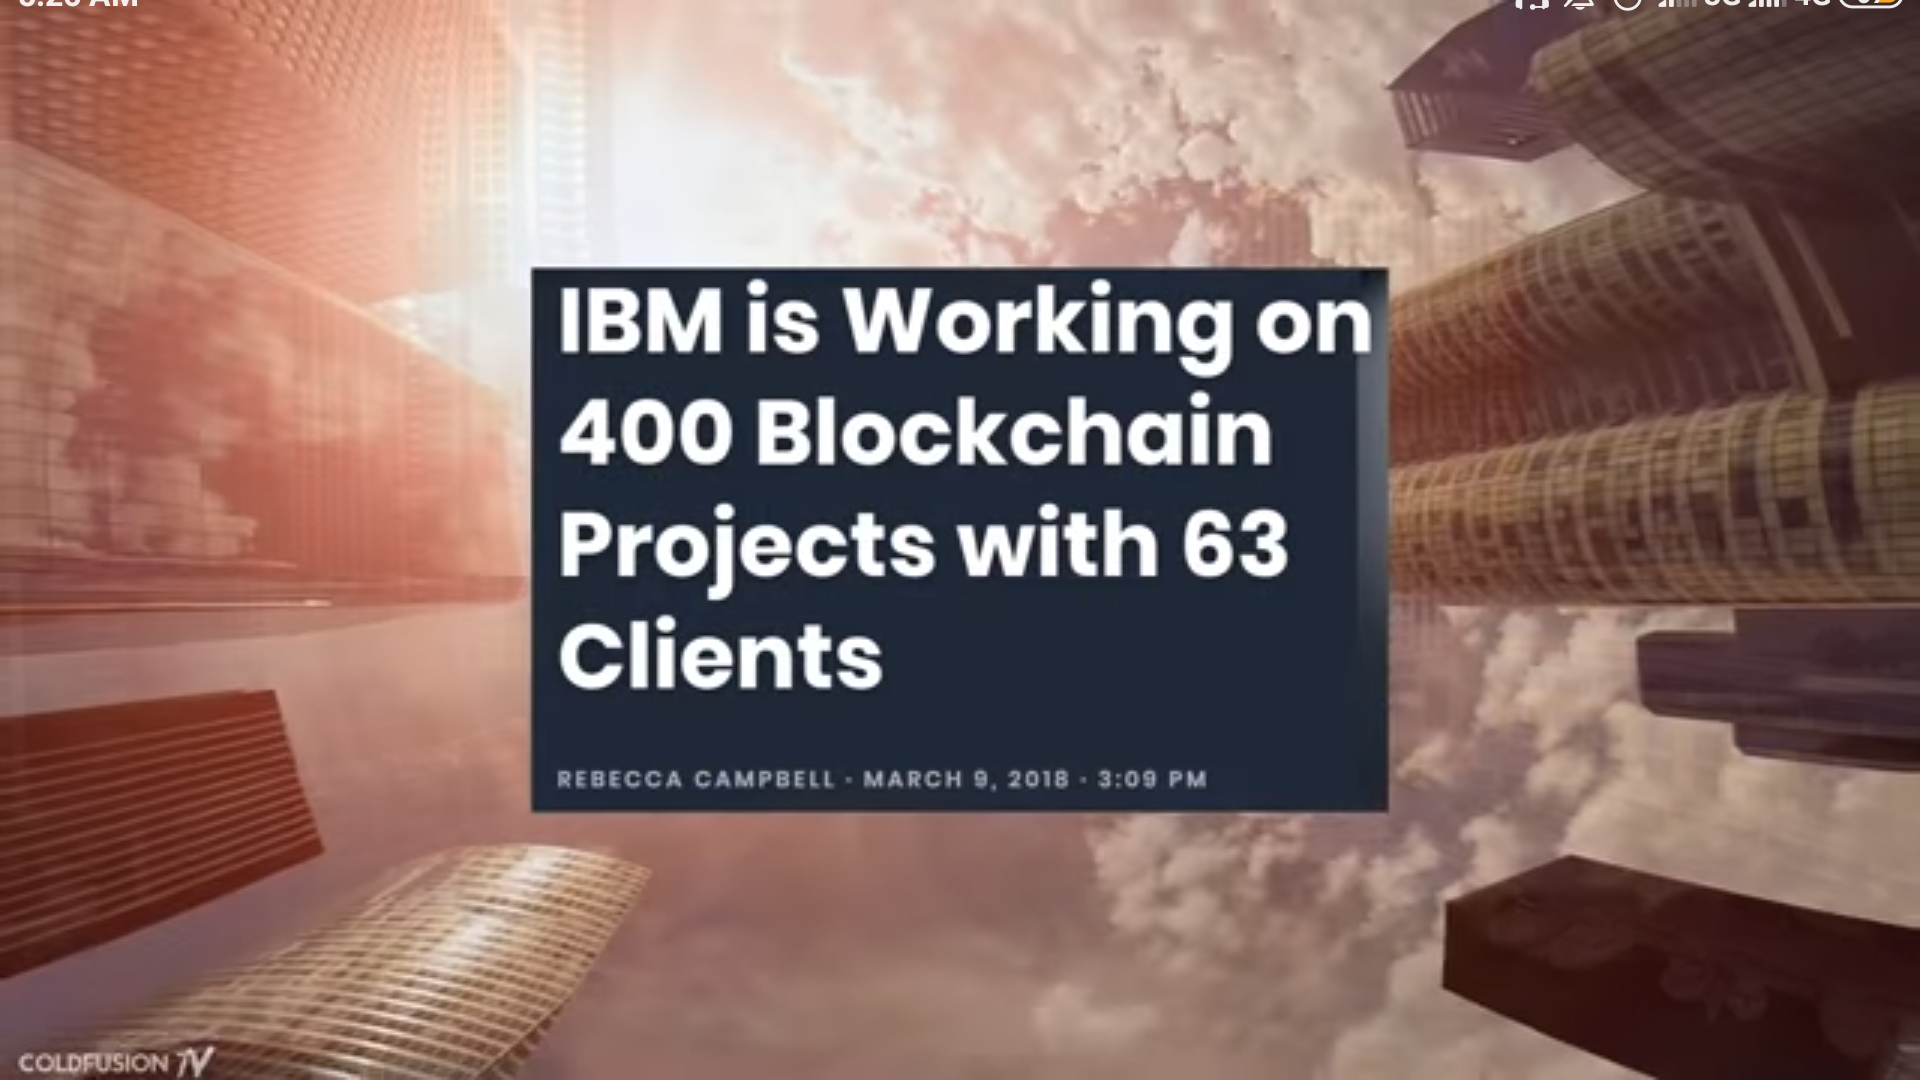 IBM is Working on
400 Blockchain
Projects with 63
Clients
REBECCA CAMPBELL · MARCH 9, 2018 · 3:09 PM
COLDFUSION TV